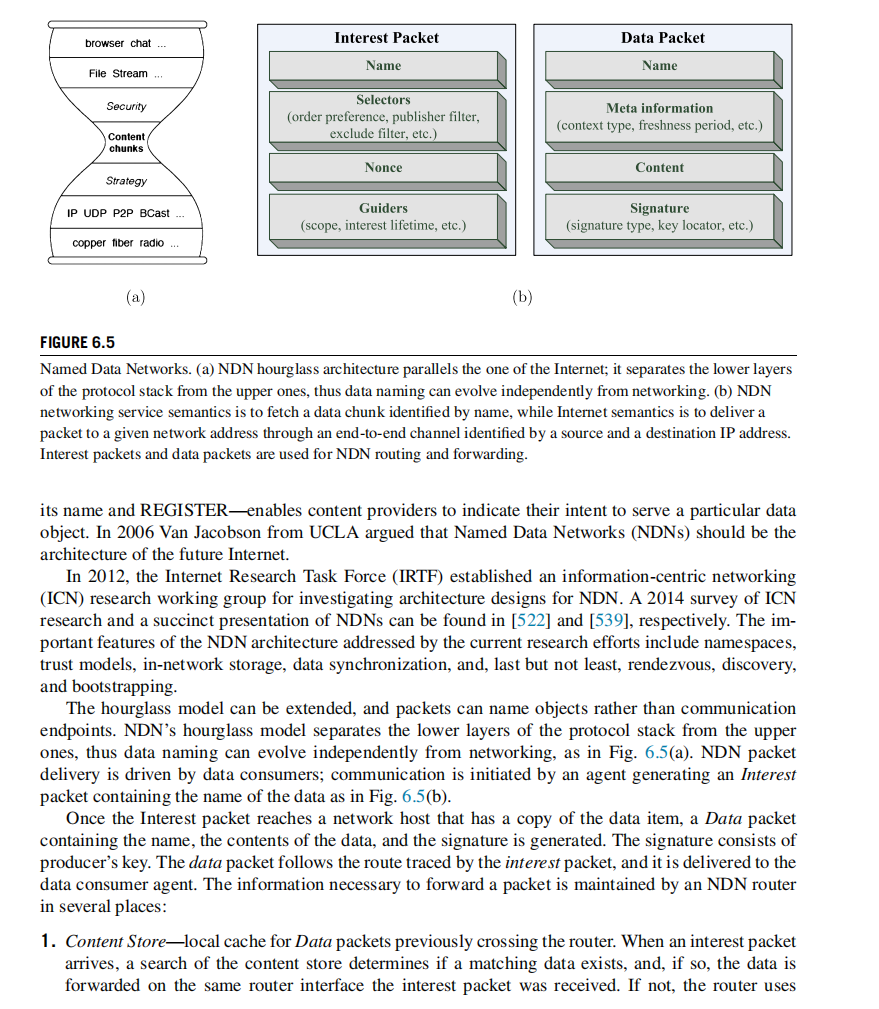 browser chat ...
File Stream ...
Security
Content
chunks
Strategy
IP UDP P2P BCast ...
copper fiber radio ...
(a)
Interest Packet
Name
Selectors
(order preference, publisher filter,
exclude filter, etc.)
Nonce
Guiders
(scope, interest lifetime, etc.)
Data Packet
Name
Meta information
(context type, freshness period, etc.)
Content
Signature
(signature type, key locator, etc.)
(b)
FIGURE 6.5
Named Data Networks. (a) NDN hourglass architecture parallels the one of the Internet; it separates the lower layers
of the protocol stack from the upper ones, thus data naming can evolve independently from networking. (b) NDN
networking service semantics is to fetch a data chunk identified by name, while Internet semantics is to deliver a
packet to a given network address through an end-to-end channel identified by a source and a destination IP address.
Interest packets and data packets are used for NDN routing and forwarding.
its name and REGISTER—enables content providers to indicate their intent to serve a particular data
object. In 2006 Van Jacobson from UCLA argued that Named Data Networks (NDNs) should be the
architecture of the future Internet.
In 2012, the Internet Research Task Force (IRTF) established an information-centric networking
(ICN) research working group for investigating architecture designs for NDN. A 2014 survey of ICN
research and a succinct presentation of NDNs can be found in [522] and [539], respectively. The im-
portant features of the NDN architecture addressed by the current research efforts include namespaces,
trust models, in-network storage, data synchronization, and, last but not least, rendezvous, discovery,
and bootstrapping.
The hourglass model can be extended, and packets can name objects rather than communication
endpoints. NDN's hourglass model separates the lower layers of the protocol stack from the upper
ones, thus data naming can evolve independently from networking, as in Fig. 6.5(a). NDN packet
delivery is driven by data consumers; communication is initiated by an agent generating an Interest
packet containing the name of the data as in Fig. 6.5(b).
Once the Interest packet reaches a network host that has a copy of the data item, a Data packet
containing the name, the contents of the data, and the signature is generated. The signature consists of
producer's key. The data packet follows the route traced by the interest packet, and it is delivered to the
data consumer agent. The information necessary to forward a packet is maintained by an NDN router
in several places:
1. Content Store—local cache for Data packets previously crossing the router. When an interest packet
arrives, a search of the content store determines if a matching data exists, and, if so, the data is
forwarded on the same router interface the interest packet was received. If not, the router uses